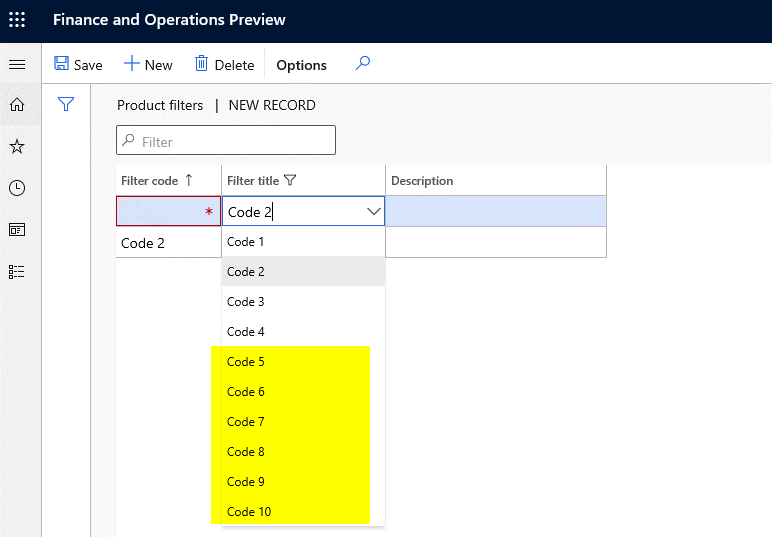 Finance and Operations Preview
Save New Delete Options
Product filters | NEW RECORD
Filter
Filter code Filter title Description
* Code 2
Code 2
Code 1
Code 2
Code 3
Code 4
Code 5
Code 6
Code 7
Code 8
Code 9
Code 10